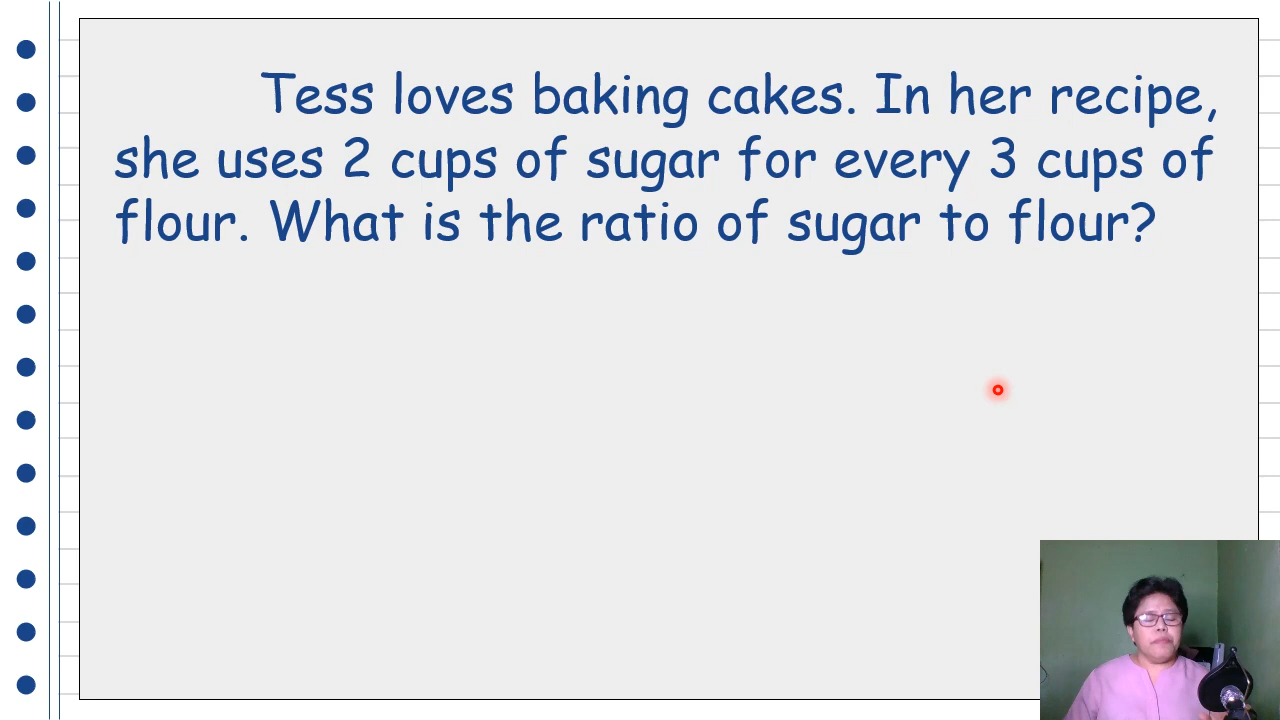 Tess loves baking cakes. In her recipe,
she uses 2 cups of sugar for every 3 cups of
flour. What is the ratio of sugar to flour?